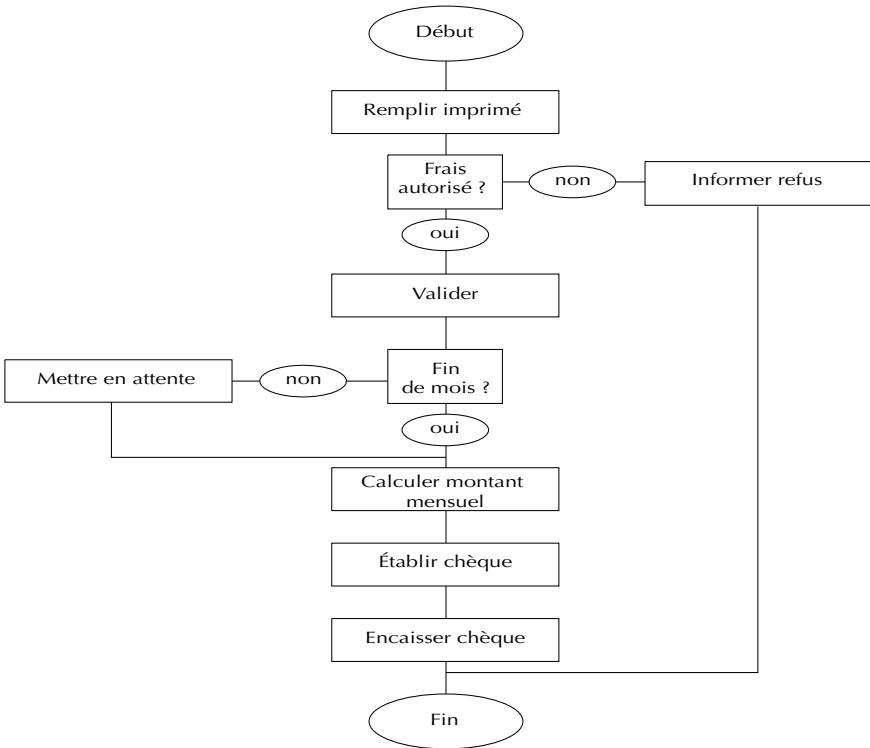 Début
Remplir imprimé
Frais
autorisé ?
non
Informer refus
oui
Valider
Mettre en attente
non
Fin
de mois ?
oui
Calculer montant
mensuel
Établir chèque
Encaisser chèque
Fin